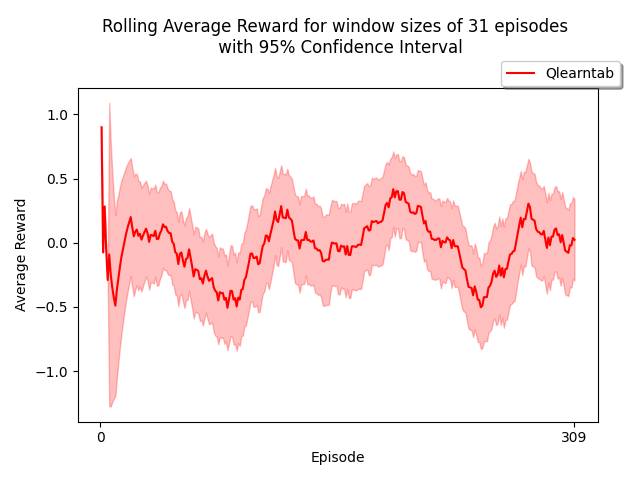 Rolling Average Reward for window sizes of 31 episodes
with 95% Confidence Interval
Qlearntab
1.0
0.5
0.0
−0.5
−1.0
Average Reward
0
309
Episode